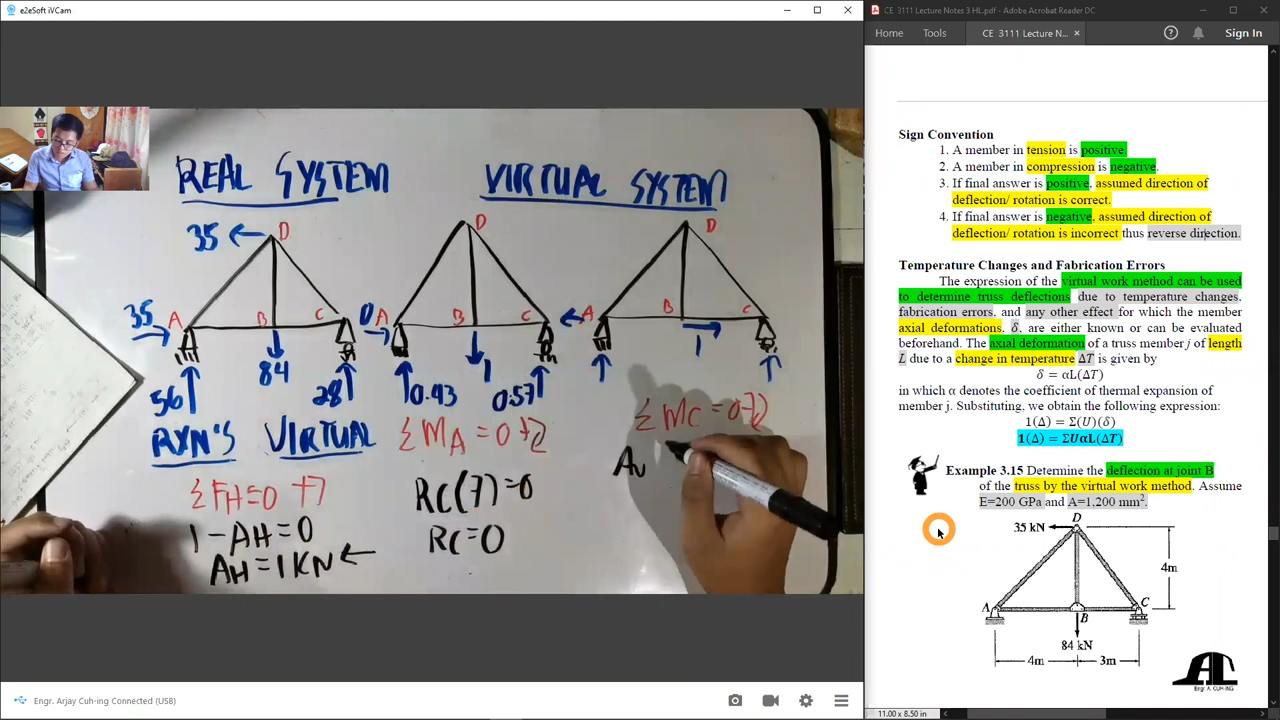 e2eSoft iVCam
REAL SYSTEM
VIRTUAL SYSTEM
35
D
35
A
B
C
84
56
28
D
0
A
B
C
1
0.43
0.57
D
A
B
C
1
RXN'S VIRTUAL
ΣFH=0 +→
1-AH=0
AH=1KN ←
ΣMA=0 +↻
RC(7)=0
RC=0
ΣMC=0+↻
Av
Engr. Arjay Cuh-ing Connected (USB)
CE 3111 Lecture Notes 3 HL.pdf - Adobe Acrobat Reader DC
Home Tools CE 3111 Lecture N... × Sign In
Sign Convention
1. A member in tension is positive.
2. A member in compression is negative.
3. If final answer is positive, assumed direction of
deflection/ rotation is correct.
4. If final answer is negative, assumed direction of
deflection/ rotation is incorrect thus reverse direction.
Temperature Changes and Fabrication Errors
The expression of the virtual work method can be used
to determine truss deflections due to temperature changes,
fabrication errors, and any other effect for which the member
axial deformations, δ, are either known or can be evaluated
beforehand. The axial deformation of a truss member j of length
L due to a change in temperature ΔT is given by
δ = αL(ΔT)
in which α denotes the coefficient of thermal expansion of
member j. Substituting, we obtain the following expression:
1(Δ) = Σ(U)(δ)
1(Δ) = ΣUαL(ΔT)
Example 3.15 Determine the deflection at joint B
of the truss by the virtual work method. Assume
E=200 GPa and A=1,200 mm².
35 kN
D
4m
A
B
C
84 kN
4m
3m
Engr. A. CUH-ING
11.00 x 8.50 in